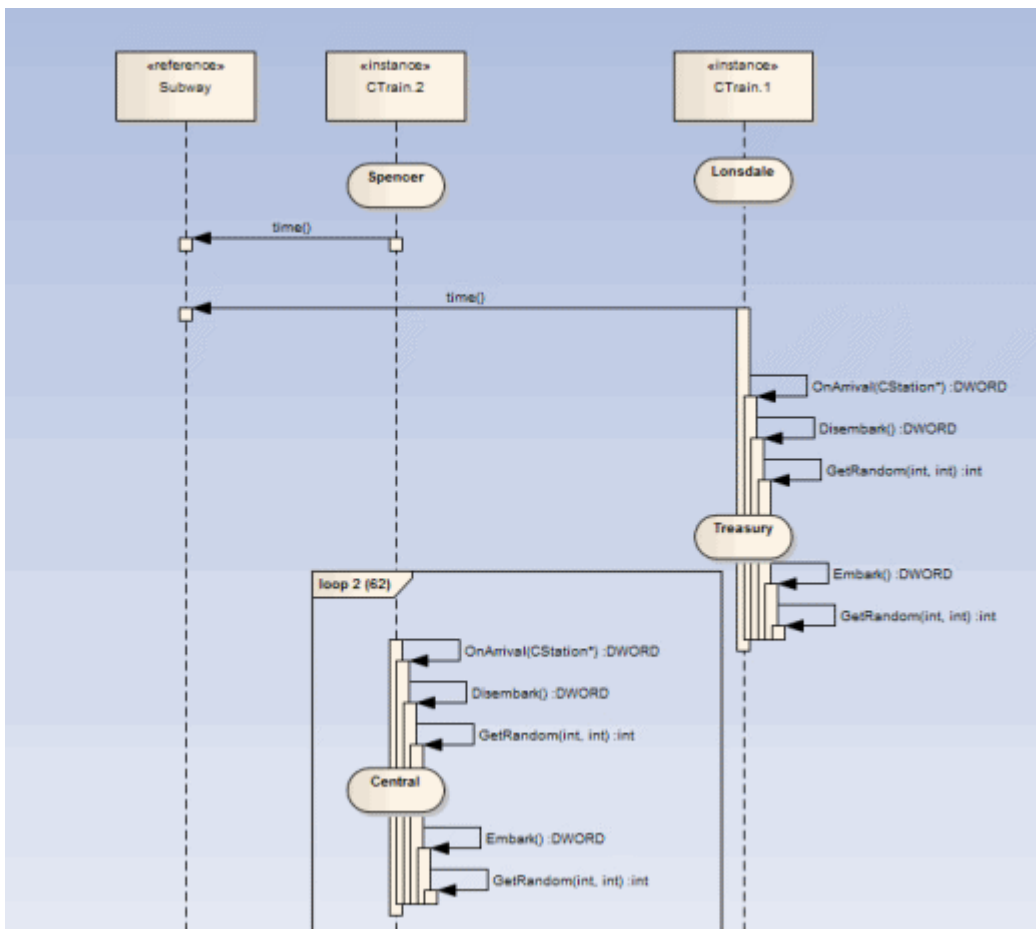 «reference»
Subway
«instance»
CTrain.2
«instance»
CTrain.1
Spencer
Lonsdale
time()
time()
OnArrival(CStation*) :DWORD
Disembark() :DWORD
GetRandom(int, int) :int
Treasury
Embark() :DWORD
GetRandom(int, int) :int
loop 2 (62)
OnArrival(CStation*) :DWORD
Disembark() :DWORD
GetRandom(int, int) :int
Central
Embark() :DWORD
GetRandom(int, int) :int